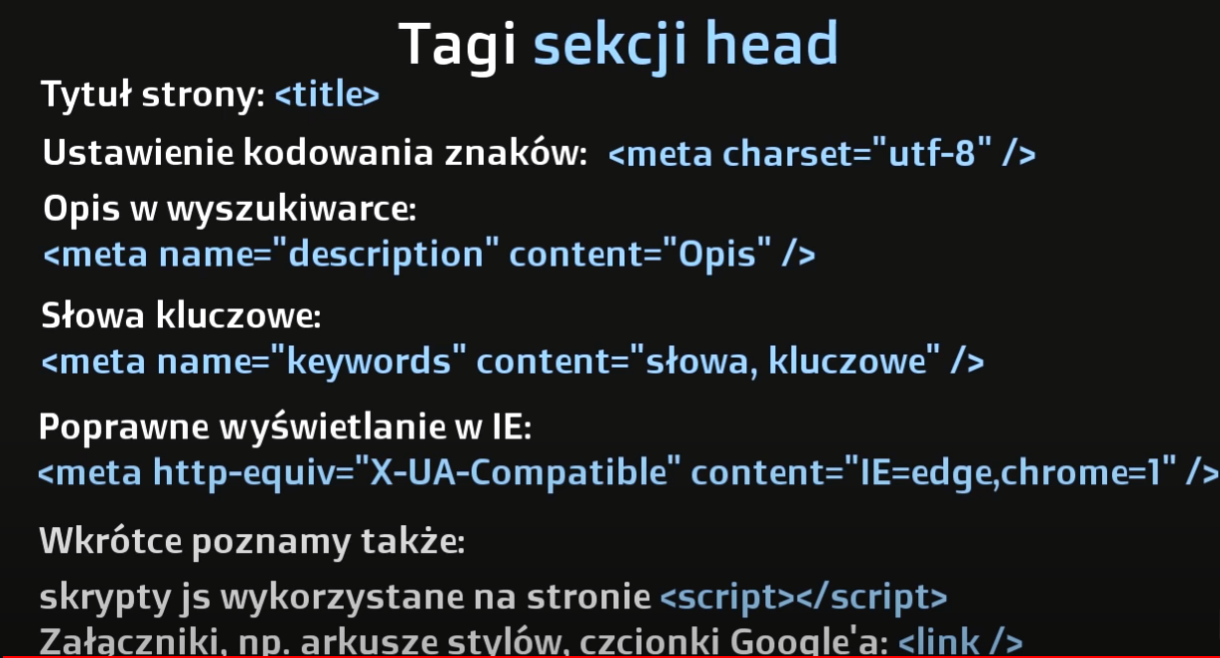 Tagi sekcji head
Tytuł strony: <title>
Ustawienie kodowania znaków: <meta charset="utf-8" />
Opis w wyszukiwarce:
<meta name="description" content="Opis" />
Słowa kluczowe:
<meta name="keywords" content="słowa, kluczowe" />
Poprawne wyświetlanie w IE:
<meta http-equiv="X-UA-Compatible" content="IE=edge,chrome=1" />
Wkrótce poznamy także:
skrypty js wykorzystane na stronie <script></script>
Załączniki, np. arkusze stylów, czcionki Google'a: <link />